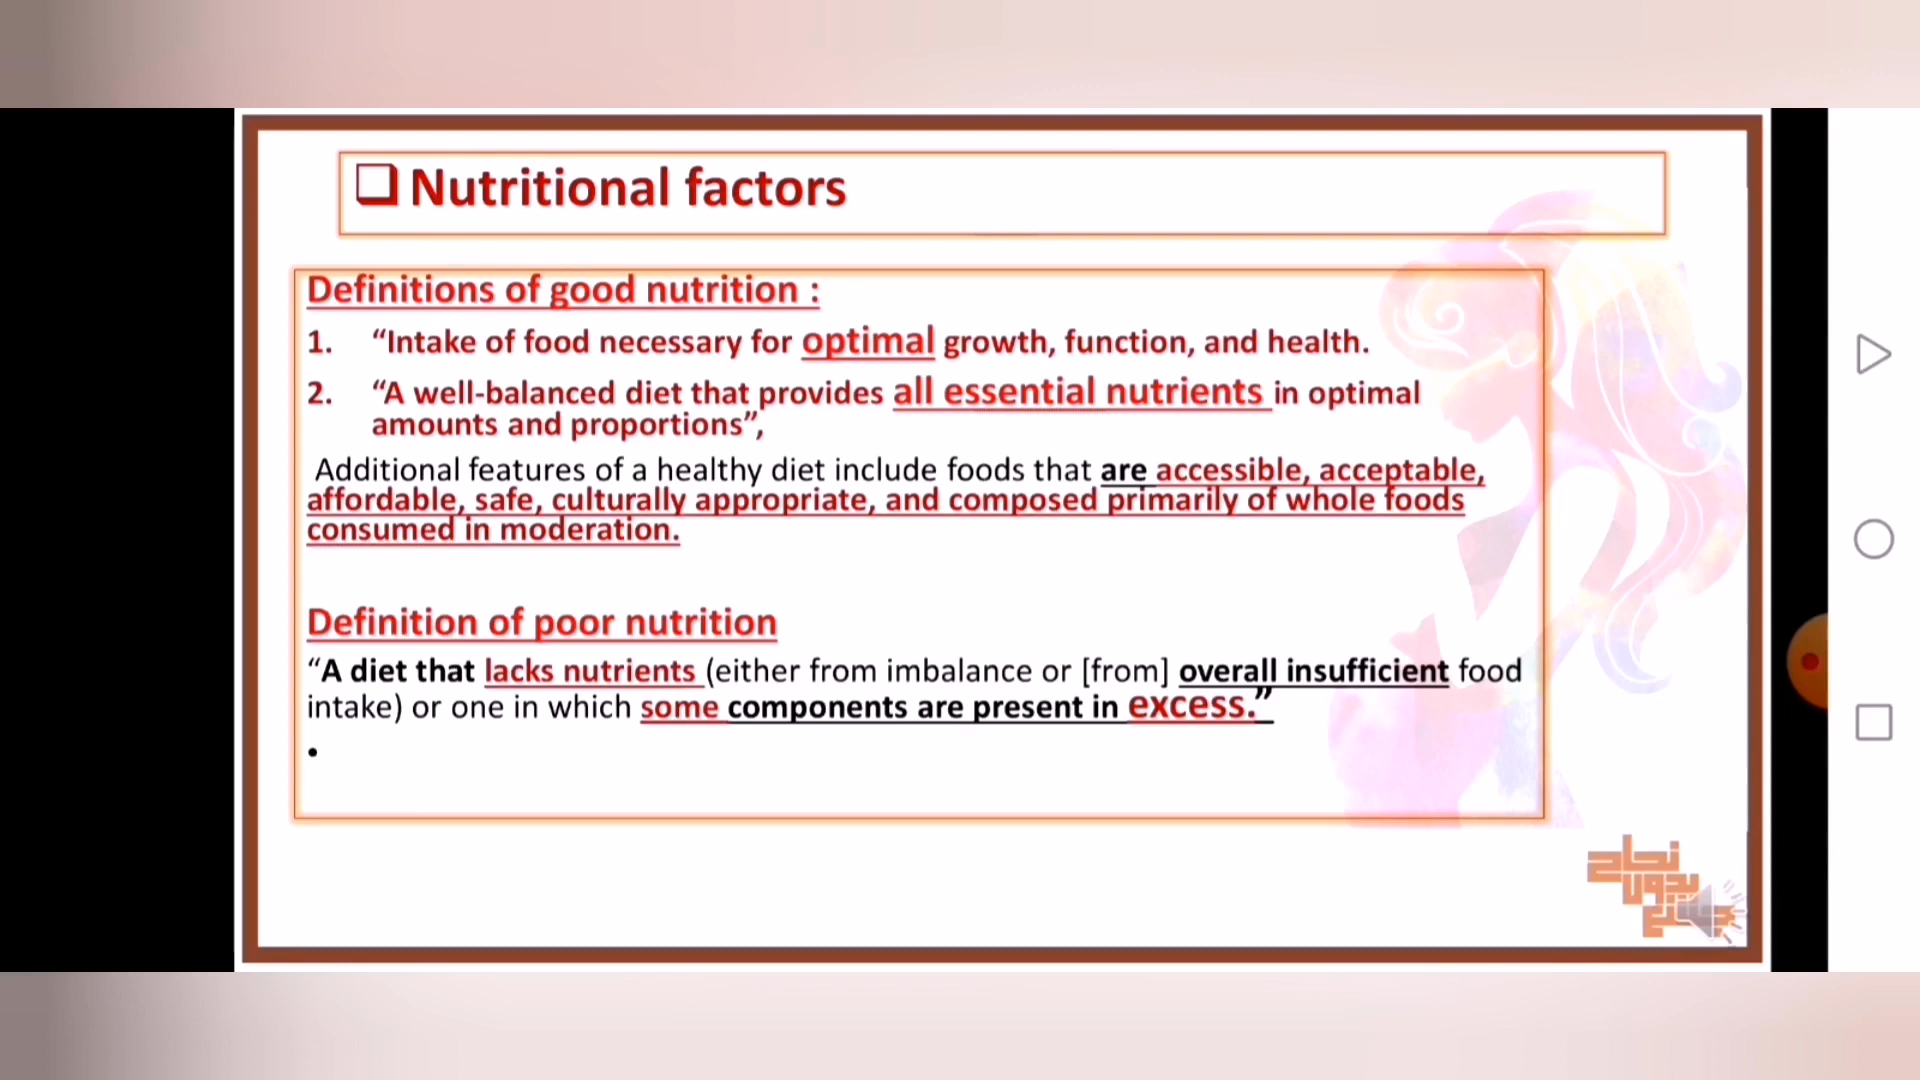 Nutritional factors
Definitions of good nutrition :
1. “Intake of food necessary for optimal growth, function, and health.
2. “A well-balanced diet that provides all essential nutrients in optimal
amounts and proportions”,
Additional features of a healthy diet include foods that are accessible, acceptable,
affordable, safe, culturally appropriate, and composed primarily of whole foods
consumed in moderation.
Definition of poor nutrition
“A diet that lacks nutrients (either from imbalance or [from] overall insufficient food
intake) or one in which some components are present in excess.”
•
نجاح
بدون